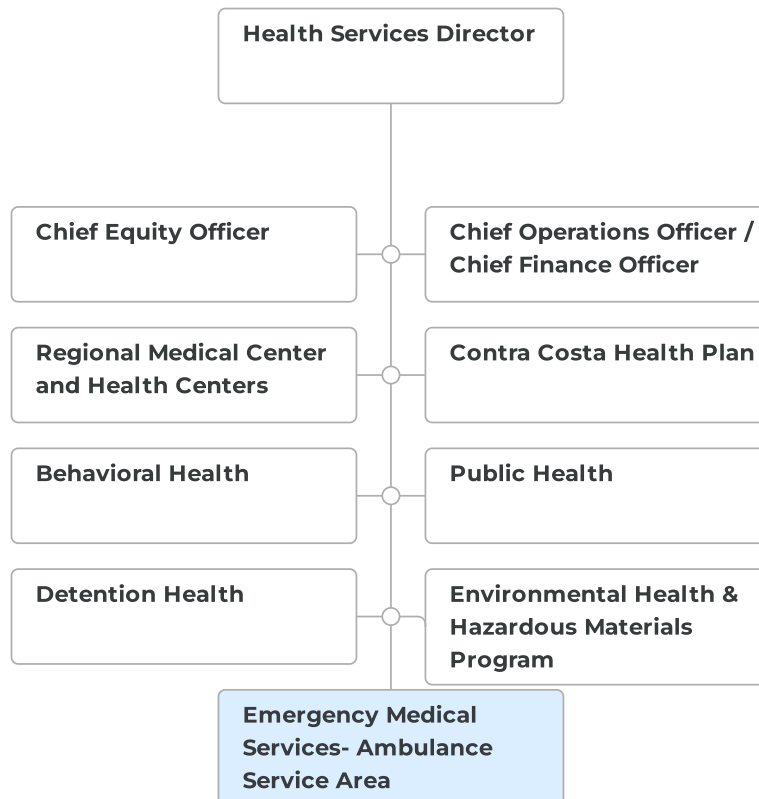 Health Services Director
Chief Equity Officer
Chief Operations Officer /
Chief Finance Officer
Regional Medical Center
and Health Centers
Contra Costa Health Plan
Behavioral Health
Public Health
Detention Health
Environmental Health &
Hazardous Materials
Program
Emergency Medical
Services- Ambulance
Service Area